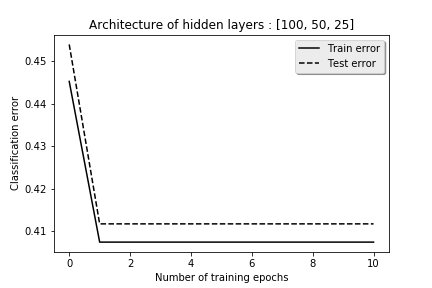 Architecture of hidden layers : [100, 50, 25]
Train error
Test error
Classification error
0.45
0.44
0.43
0.42
0.41
0 2 4 6 8 10
Number of training epochs